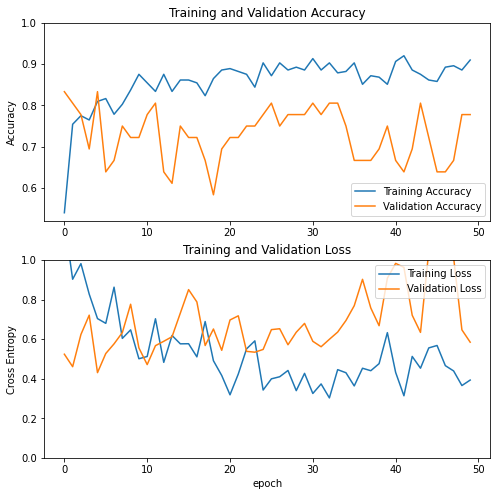 Training and Validation Accuracy
Accuracy
1.0
0.9
0.8
0.7
0.6
0 10 20 30 40 50
Training Accuracy
Validation Accuracy
Training and Validation Loss
Cross Entropy
1.0
0.8
0.6
0.4
0.2
0.0
Training Loss
Validation Loss
0 10 20 30 40 50
epoch